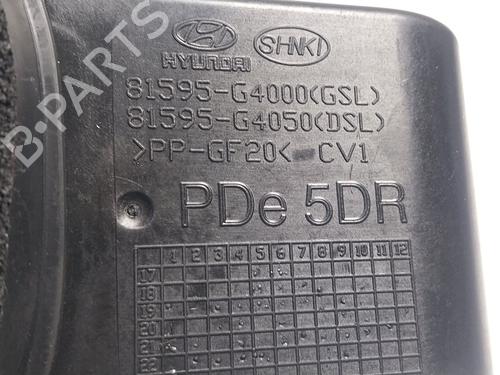 HYUNDAI SHNKI
81595-G4000(GSL)
81595-G4050(DSL)
>PP-GF20< CV1
PDe 5DR
1 2 3 4 5 6 7 8 9 10 11 12
17
18
19
20
21
22
B-PARTS